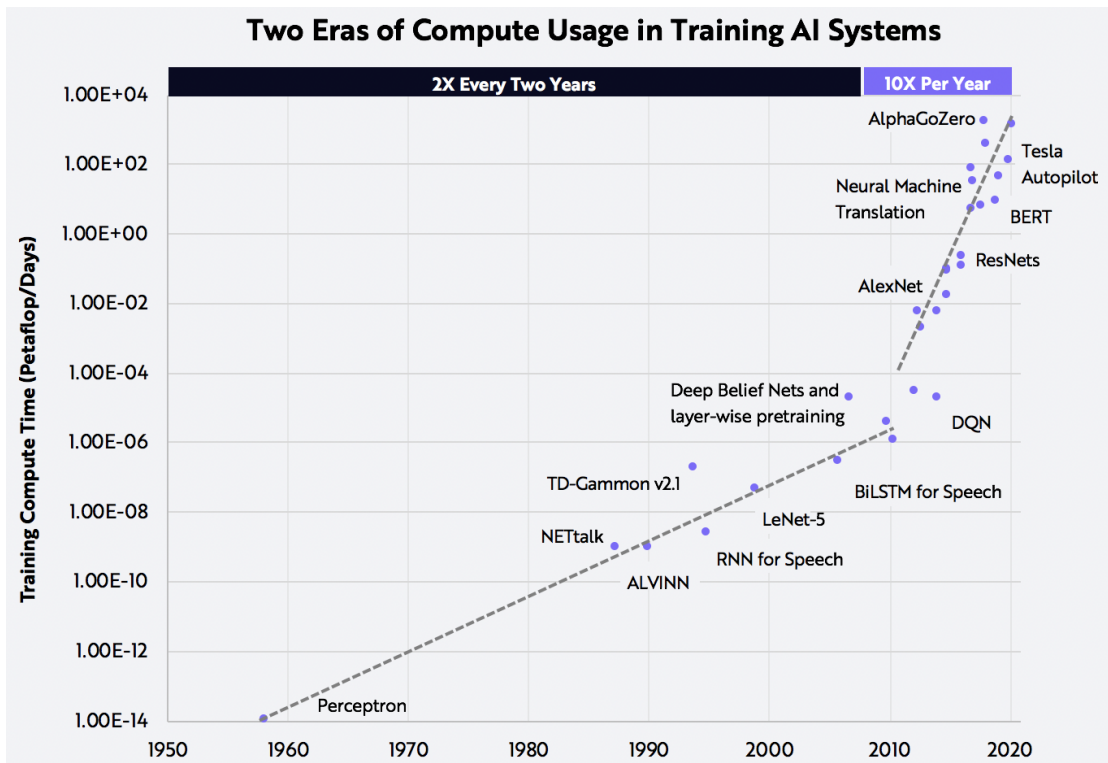 Two Eras of Compute Usage in Training AI Systems
2X Every Two Years
10X Per Year
Training Compute Time (Petaflop/Days)
1.00E+04
1.00E+02
1.00E+00
1.00E-02
1.00E-04
1.00E-06
1.00E-08
1.00E-10
1.00E-12
1.00E-14
AlphaGoZero
Tesla
Autopilot
Neural Machine
Translation
BERT
ResNets
AlexNet
Deep Belief Nets and
layer-wise pretraining
DQN
TD-Gammon v2.1
BiLSTM for Speech
LeNet-5
NETtalk
RNN for Speech
ALVINN
Perceptron
1950
1960
1970
1980
1990
2000
2010
2020